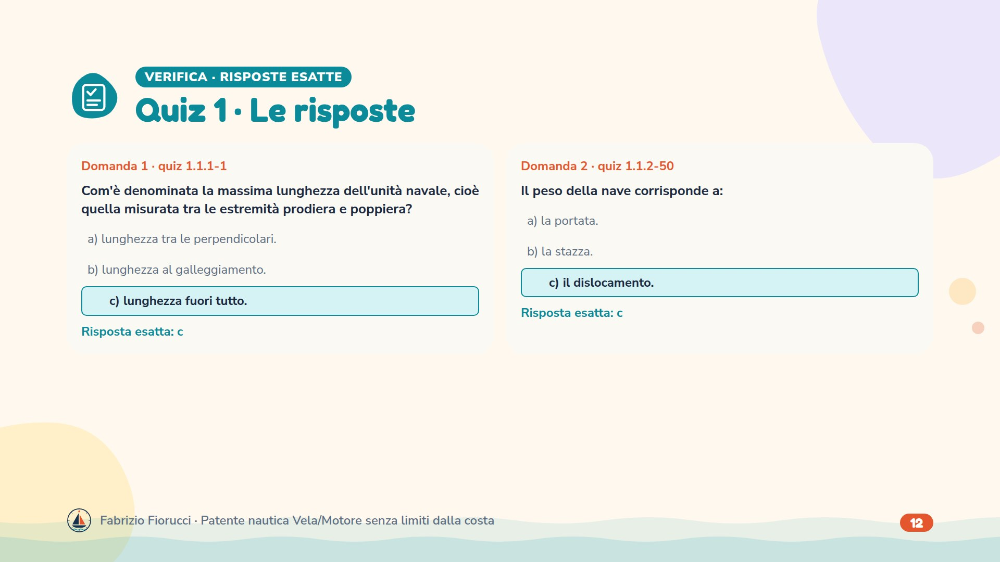 VERIFICA · RISPOSTE ESATTE
Quiz 1 · Le risposte
Domanda 1 · quiz 1.1.1-1
Com'è denominata la massima lunghezza dell'unità navale, cioè
quella misurata tra le estremità prodiera e poppiera?
a) lunghezza tra le perpendicolari.
b) lunghezza al galleggiamento.
c) lunghezza fuori tutto.
Risposta esatta: c
Domanda 2 · quiz 1.1.2-50
Il peso della nave corrisponde a:
a) la portata.
b) la stazza.
c) il dislocamento.
Risposta esatta: c
Fabrizio Fiorucci · Patente nautica Vela/Motore senza limiti dalla costa
12